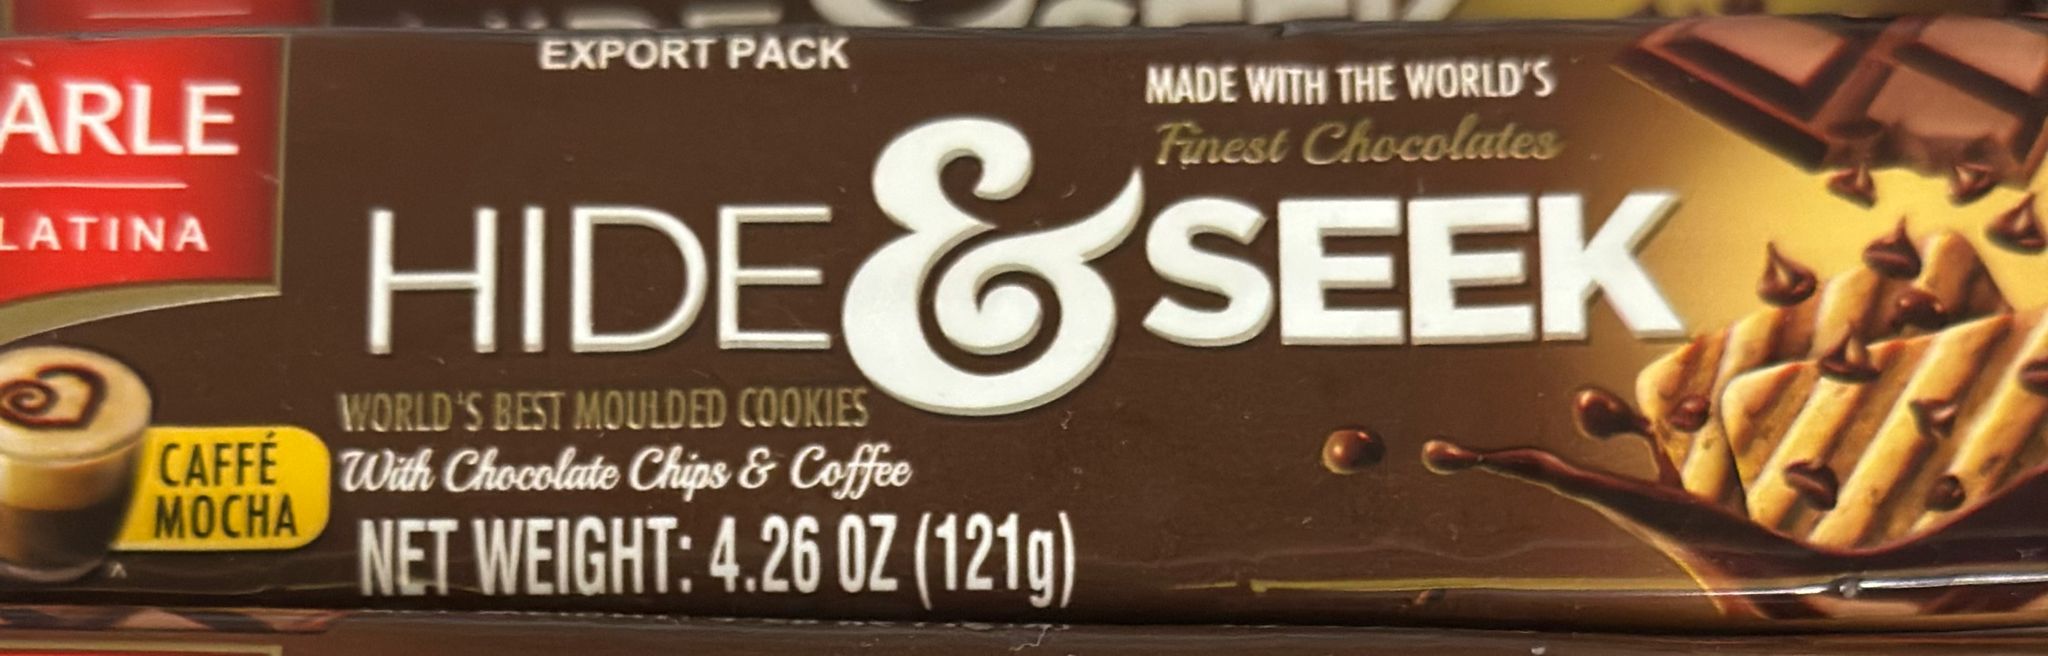 EXPORT PACK
ARLE
LATINA
MADE WITH THE WORLD'S
Finest Chocolates
HIDE & SEEK
WORLD'S BEST MOULDED COOKIES
With Chocolate Chips & Coffee
CAFFÉ
MOCHA
NET WEIGHT: 4.26 OZ (121g)